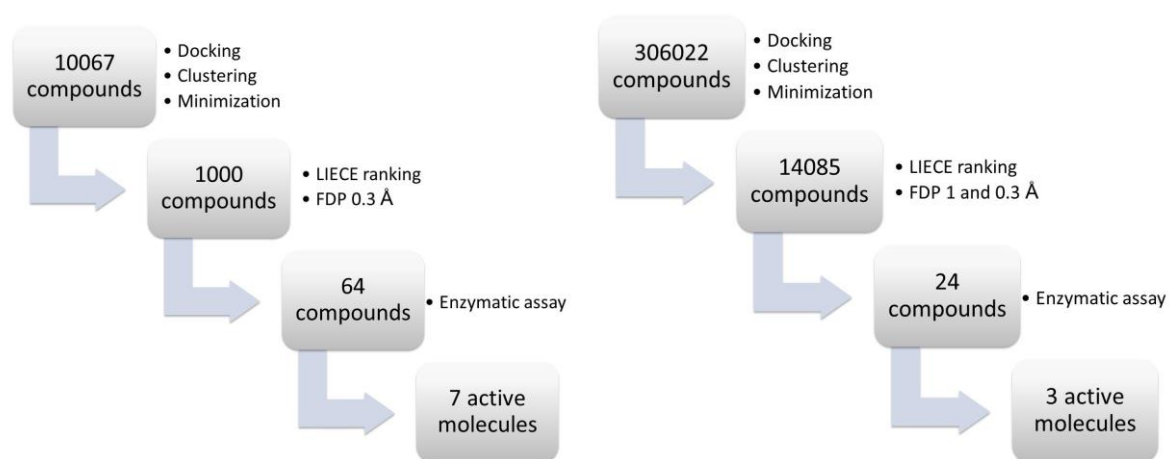 10067
compounds
• Docking
• Clustering
• Minimization
1000
compounds
• LIECE ranking
• FDP 0.3 Å
64
compounds
• Enzymatic assay
7 active
molecules
306022
compounds
• Docking
• Clustering
• Minimization
14085
compounds
• LIECE ranking
• FDP 1 and 0.3 Å
24
compounds
• Enzymatic assay
3 active
molecules